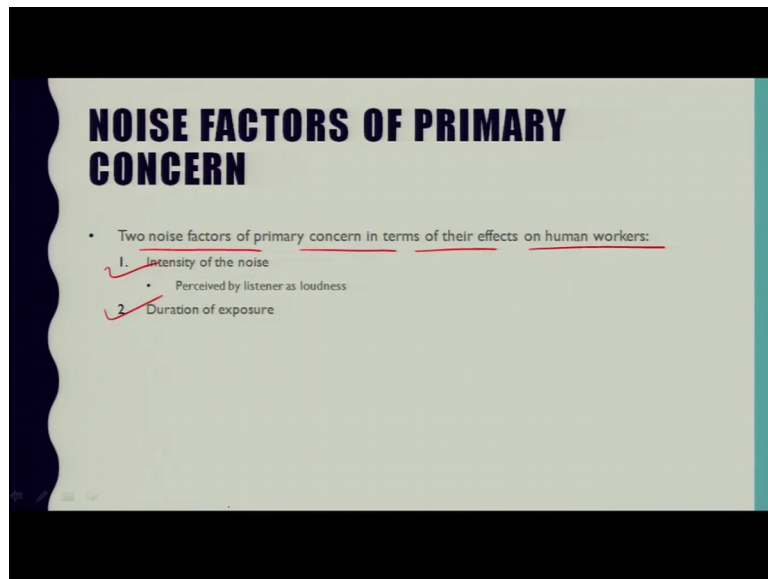 NOISE FACTORS OF PRIMARY
CONCERN
• Two noise factors of primary concern in terms of their effects on human workers:
1. Intensity of the noise
• Perceived by listener as loudness
2. Duration of exposure